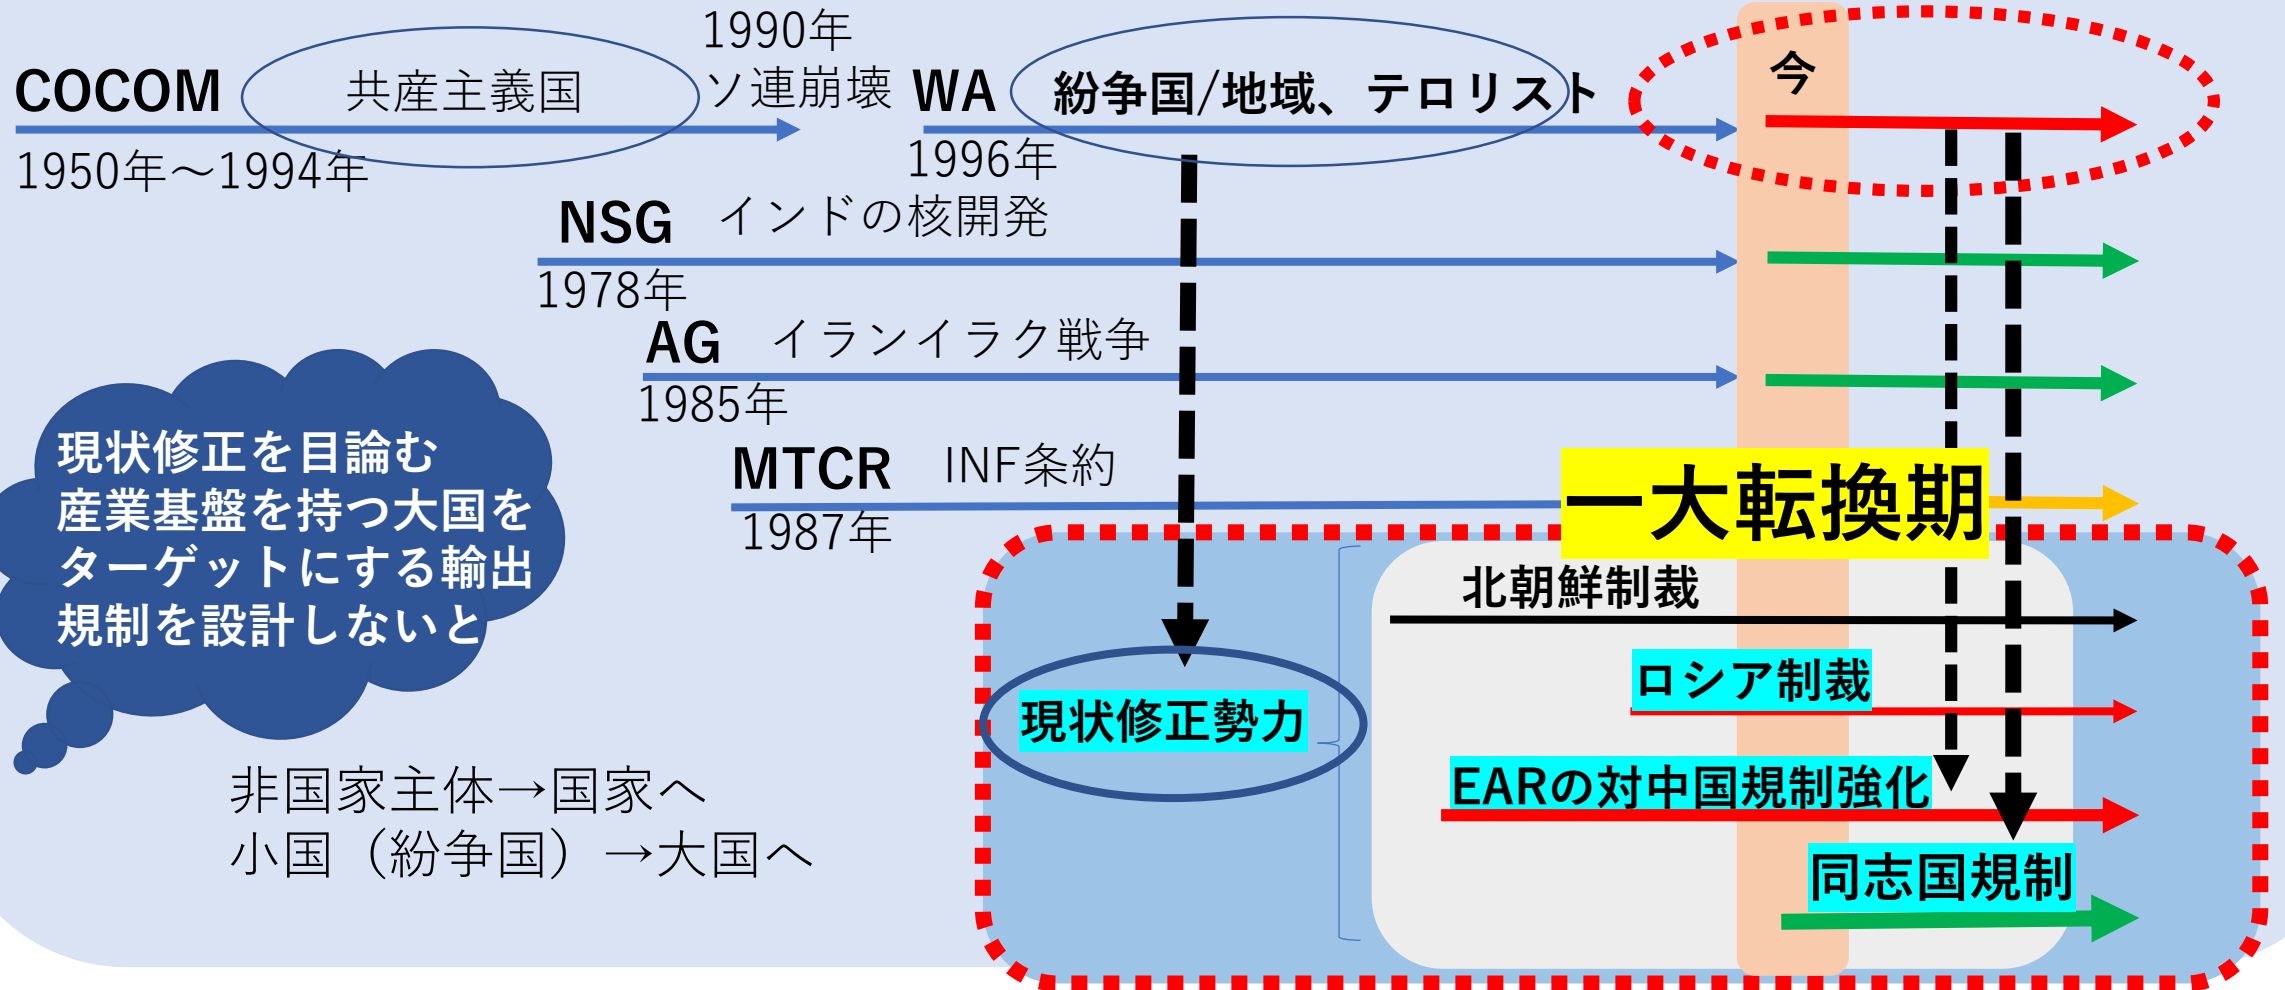 1990年
ソ連崩壊
COCOM
共産主義国
1950年～1994年
WA
紛争国/地域、テロリスト
1996年
今
NSG
インドの核開発
1978年
AG
イランイラク戦争
1985年
MTCR
INF条約
1987年
一大転換期
現状修正を目論む
産業基盤を持つ大国を
ターゲットにする輸出
規制を設計しないと
北朝鮮制裁
ロシア制裁
現状修正勢力
EARの対中国規制強化
同志国規制
非国家主体→国家へ
小国（紛争国）→大国へ